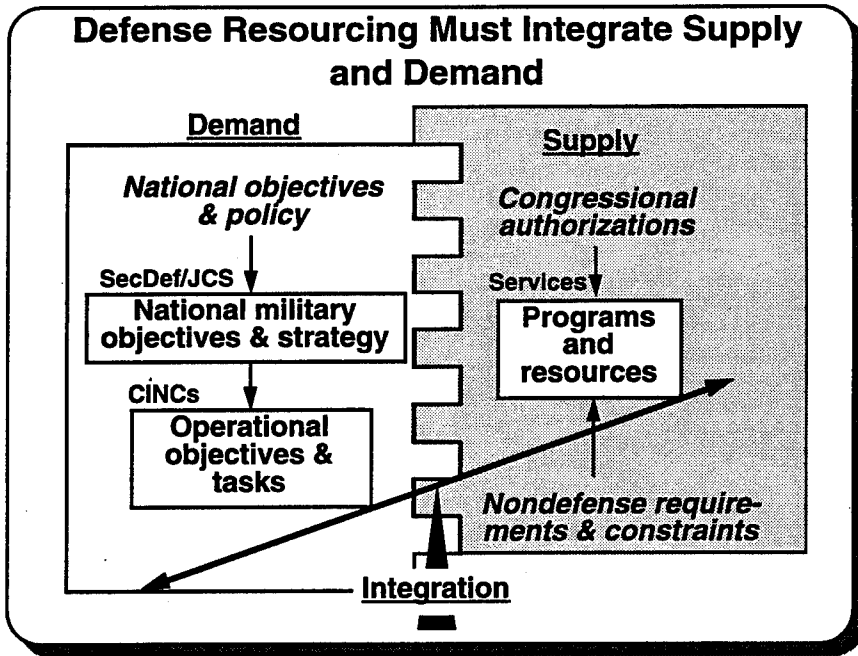 Defense Resourcing Must Integrate Supply
and Demand
Demand
National objectives
& policy
SecDef/JCS
National military
objectives & strategy
CINCs
Operational
objectives &
tasks
Supply
Congressional
authorizations
Services
Programs
and
resources
Nondefense require-
ments & constraints
Integration